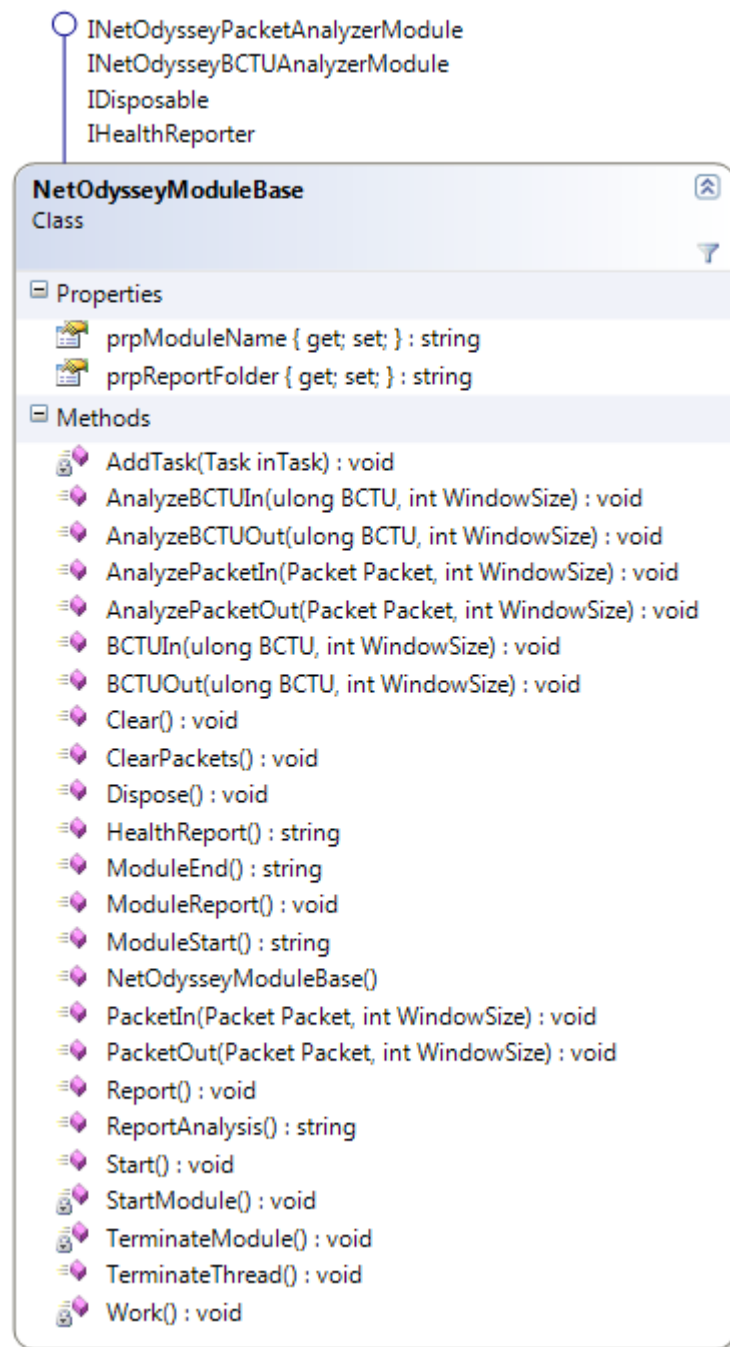 INetOdysseyPacketAnalyzerModule
INetOdysseyBCTUAnalyzerModule
IDisposable
IHealthReporter
NetOdysseyModuleBase
Class
Properties
prpModuleName { get; set; } : string
prpReportFolder { get; set; } : string
Methods
AddTask(Task inTask) : void
AnalyzeBCTUIn(ulong BCTU, int WindowSize) : void
AnalyzeBCTUOut(ulong BCTU, int WindowSize) : void
AnalyzePacketIn(Packet Packet, int WindowSize) : void
AnalyzePacketOut(Packet Packet, int WindowSize) : void
BCTUIn(ulong BCTU, int WindowSize) : void
BCTUOut(ulong BCTU, int WindowSize) : void
Clear() : void
ClearPackets() : void
Dispose() : void
HealthReport() : string
ModuleEnd() : string
ModuleReport() : void
ModuleStart() : string
NetOdysseyModuleBase()
PacketIn(Packet Packet, int WindowSize) : void
PacketOut(Packet Packet, int WindowSize) : void
Report() : void
ReportAnalysis() : string
Start() : void
StartModule() : void
TerminateModule() : void
TerminateThread() : void
Work() : void